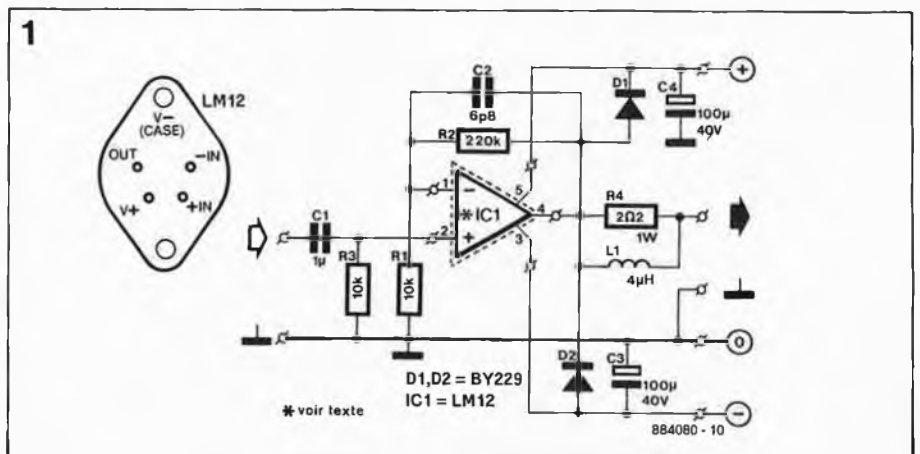 1
LM12
V−
(CASE)
OUT
−IN
V+
+IN
C1
1µ
R3
10k
R1
10k
C2
6p8
R2
220k
1
−
2
+
* IC1
5
4
3
D1
C4
100µ
40V
+
R4
2Ω2
1W
L1
4µH
0
D2
C3
100µ
40V
−
D1,D2 = BY229
IC1 = LM12
* voir texte
884080 - 10